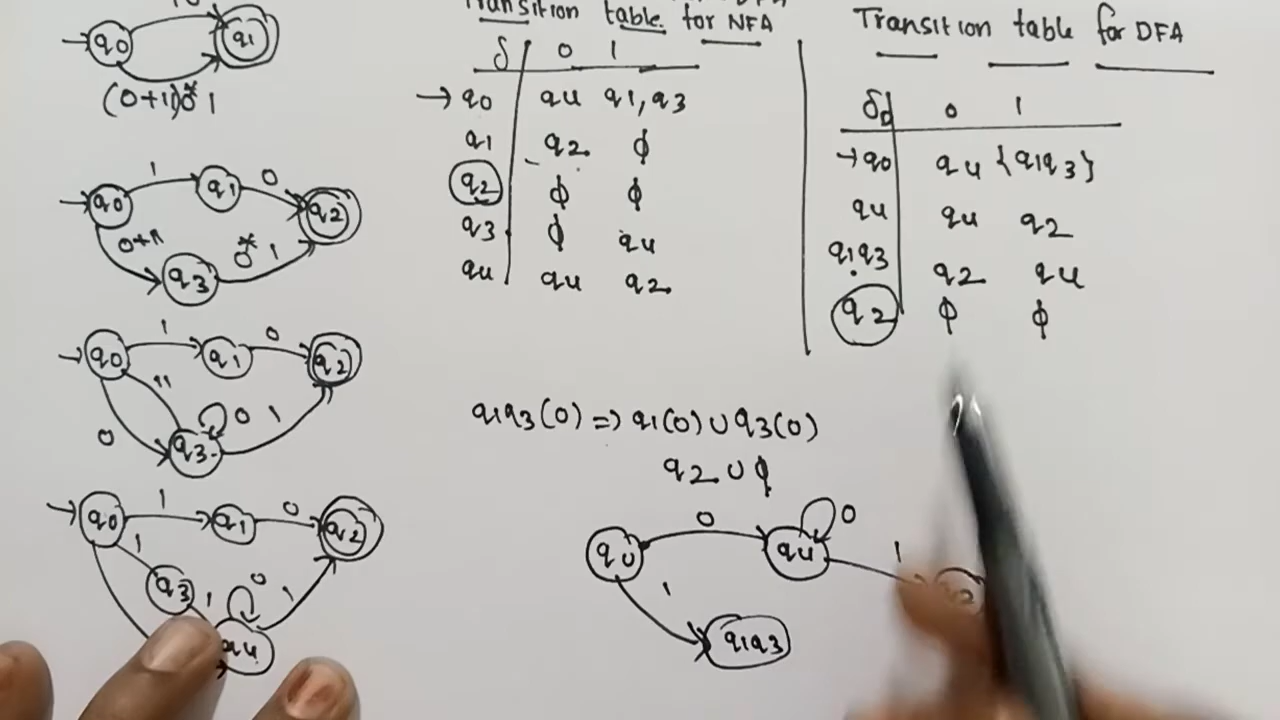 q0 q1
(0+11)0* 1
1 0
q0 q1 q2
0+11 0* 1
q3
1 0
q0 q1 q2
11 0 1
0
q3
1 0
q0 q1 q2
1
q3 1 0 1
q4
Transition table for NFA
δ 0 1
→ q0 q4 q1, q3
q1 q2 ϕ
q2 ϕ ϕ
q3 ϕ q4
q4 q4 q2
Transition table for DFA
δd 0 1
→q0 q4 {q1q3}
q4 q4 q2
q1q3 q2 q4
q2 ϕ ϕ
q1q3(0) => q1(0) ∪ q3(0)
q2 ∪ ϕ
0 0
q0 q4 1
1
q1q3